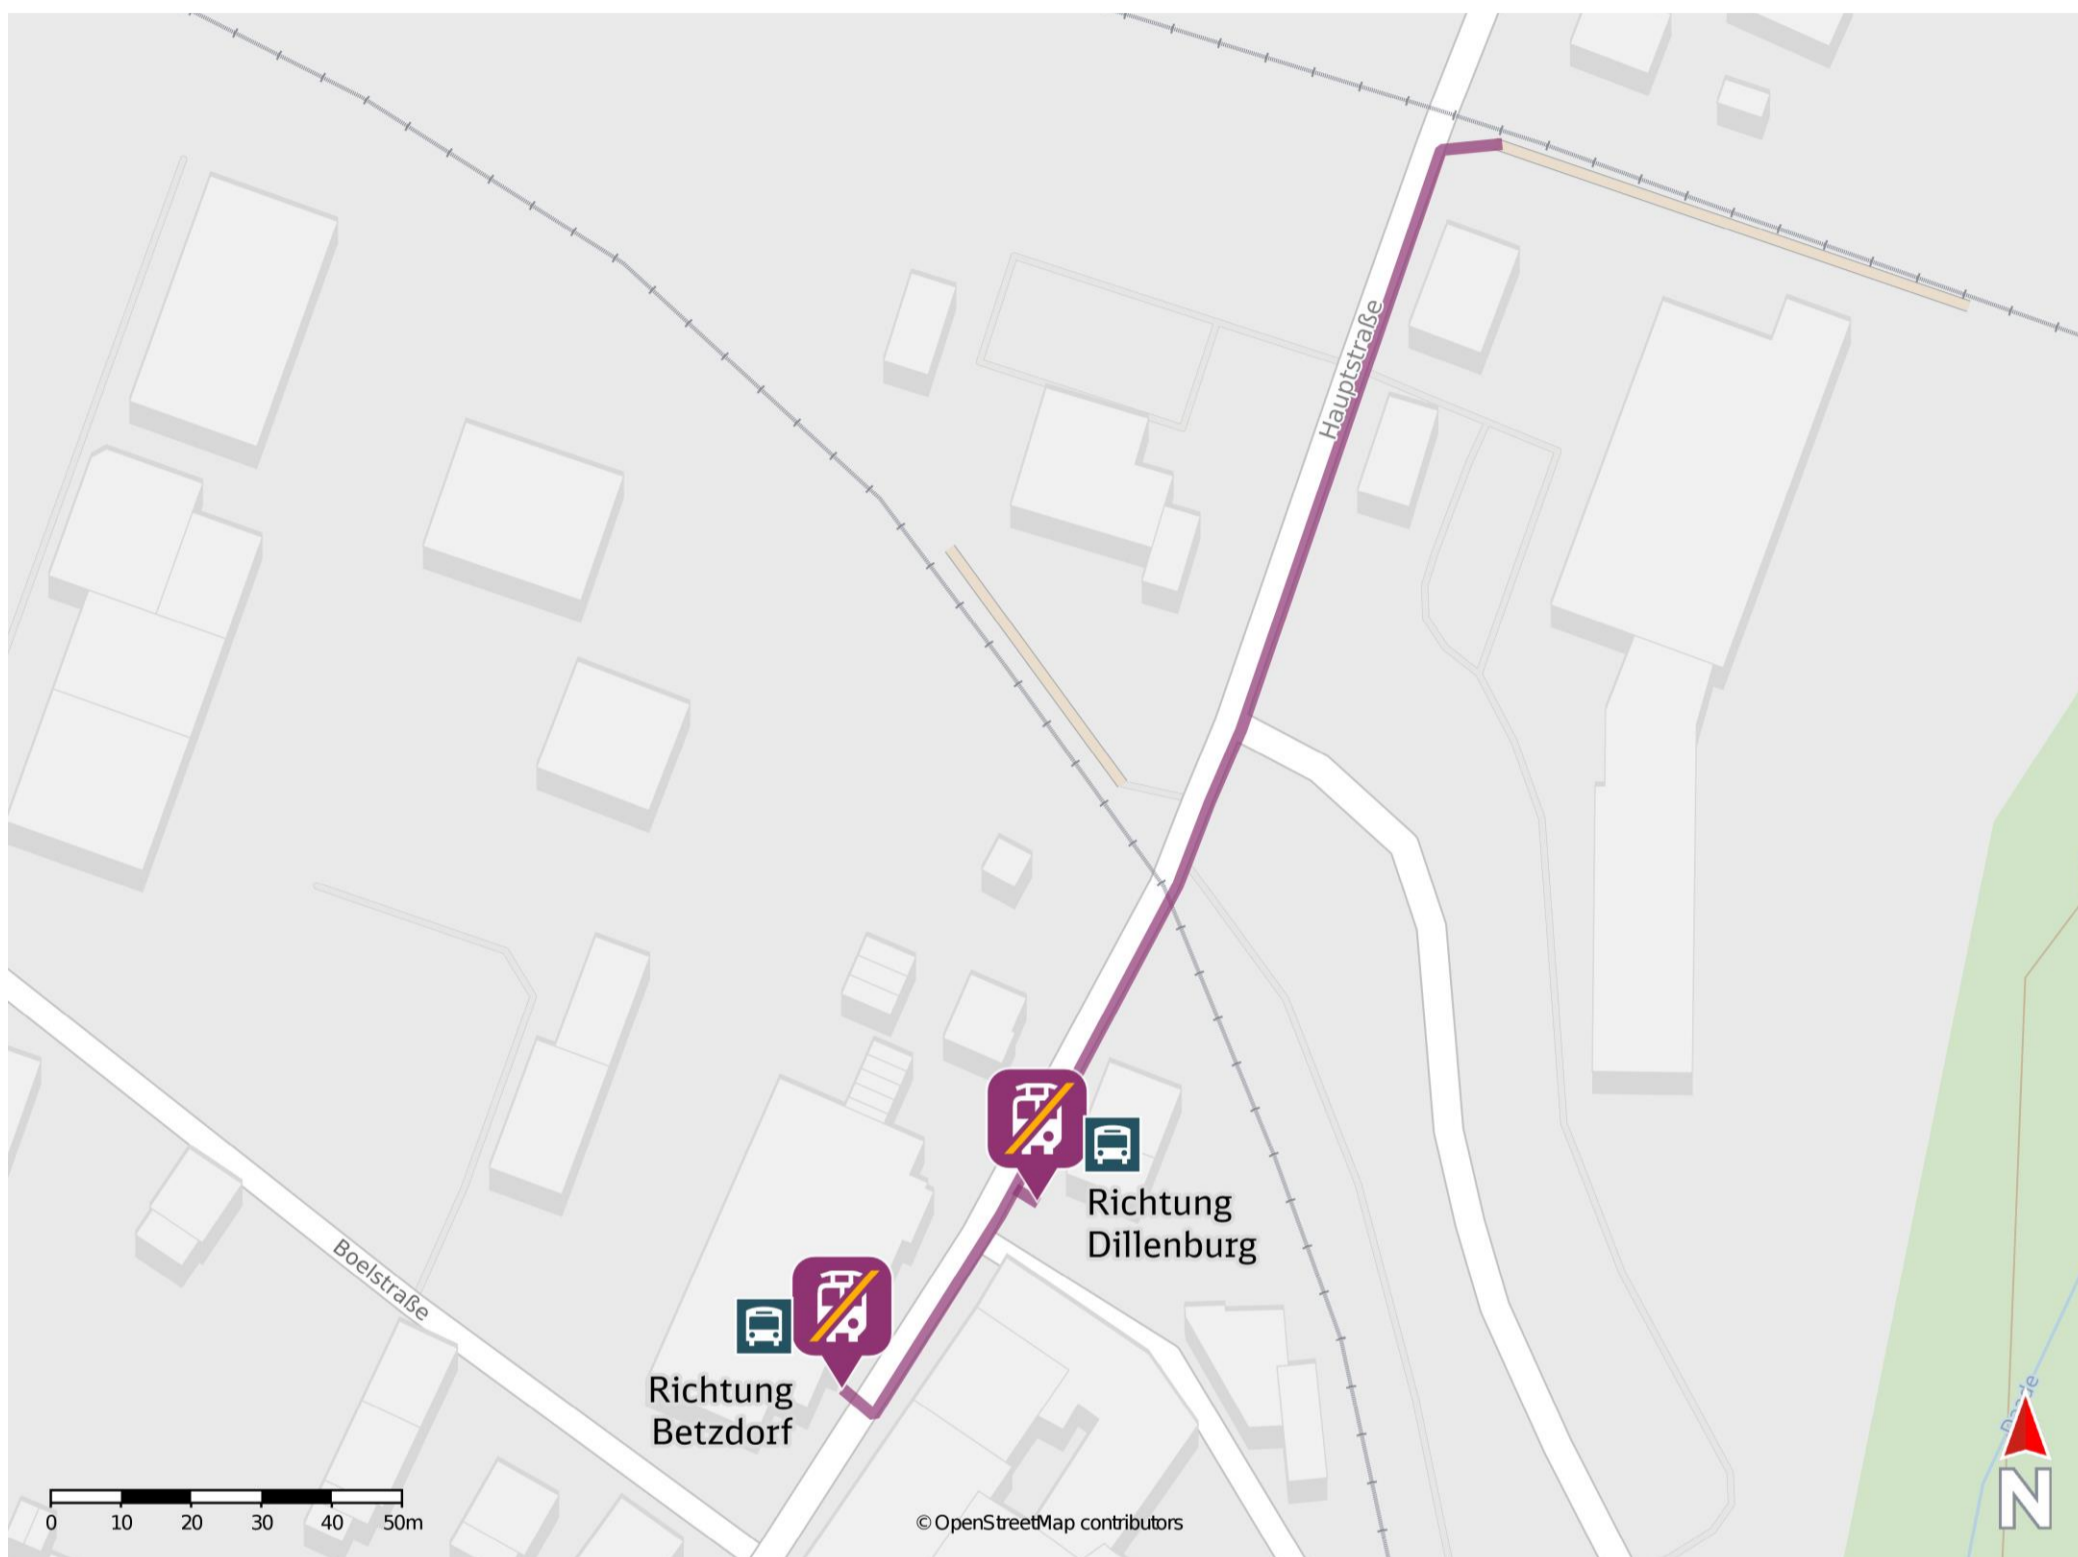 Hauptstraße
Richtung
Dillenburg
Boelstraße
Richtung
Betzdorf
N
0 10 20 30 40 50m
© OpenStreetMap contributors